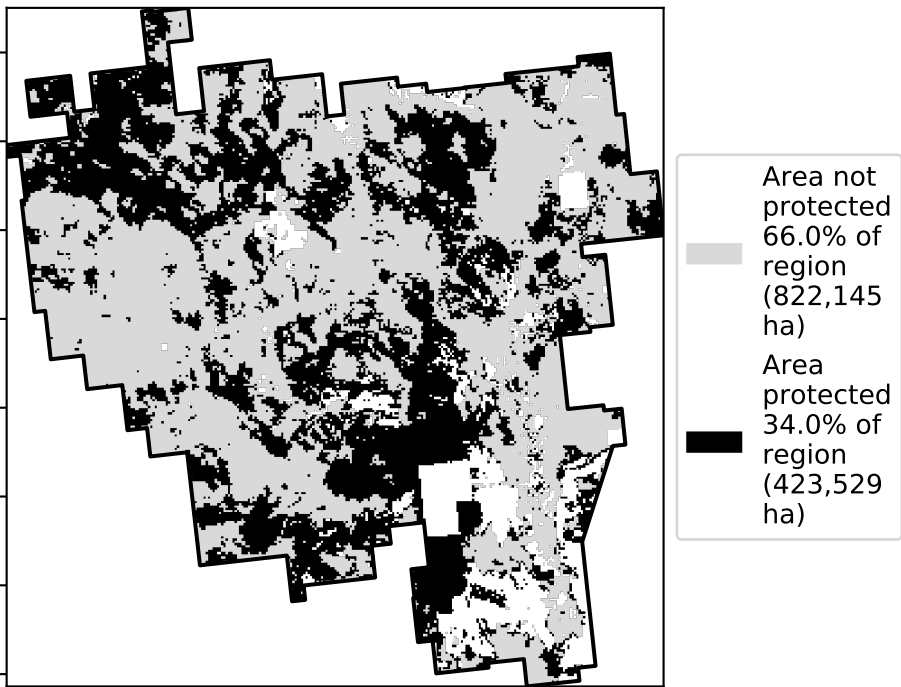 Area not
protected
66.0% of
region
(822,145
ha)
Area
protected
34.0% of
region
(423,529
ha)